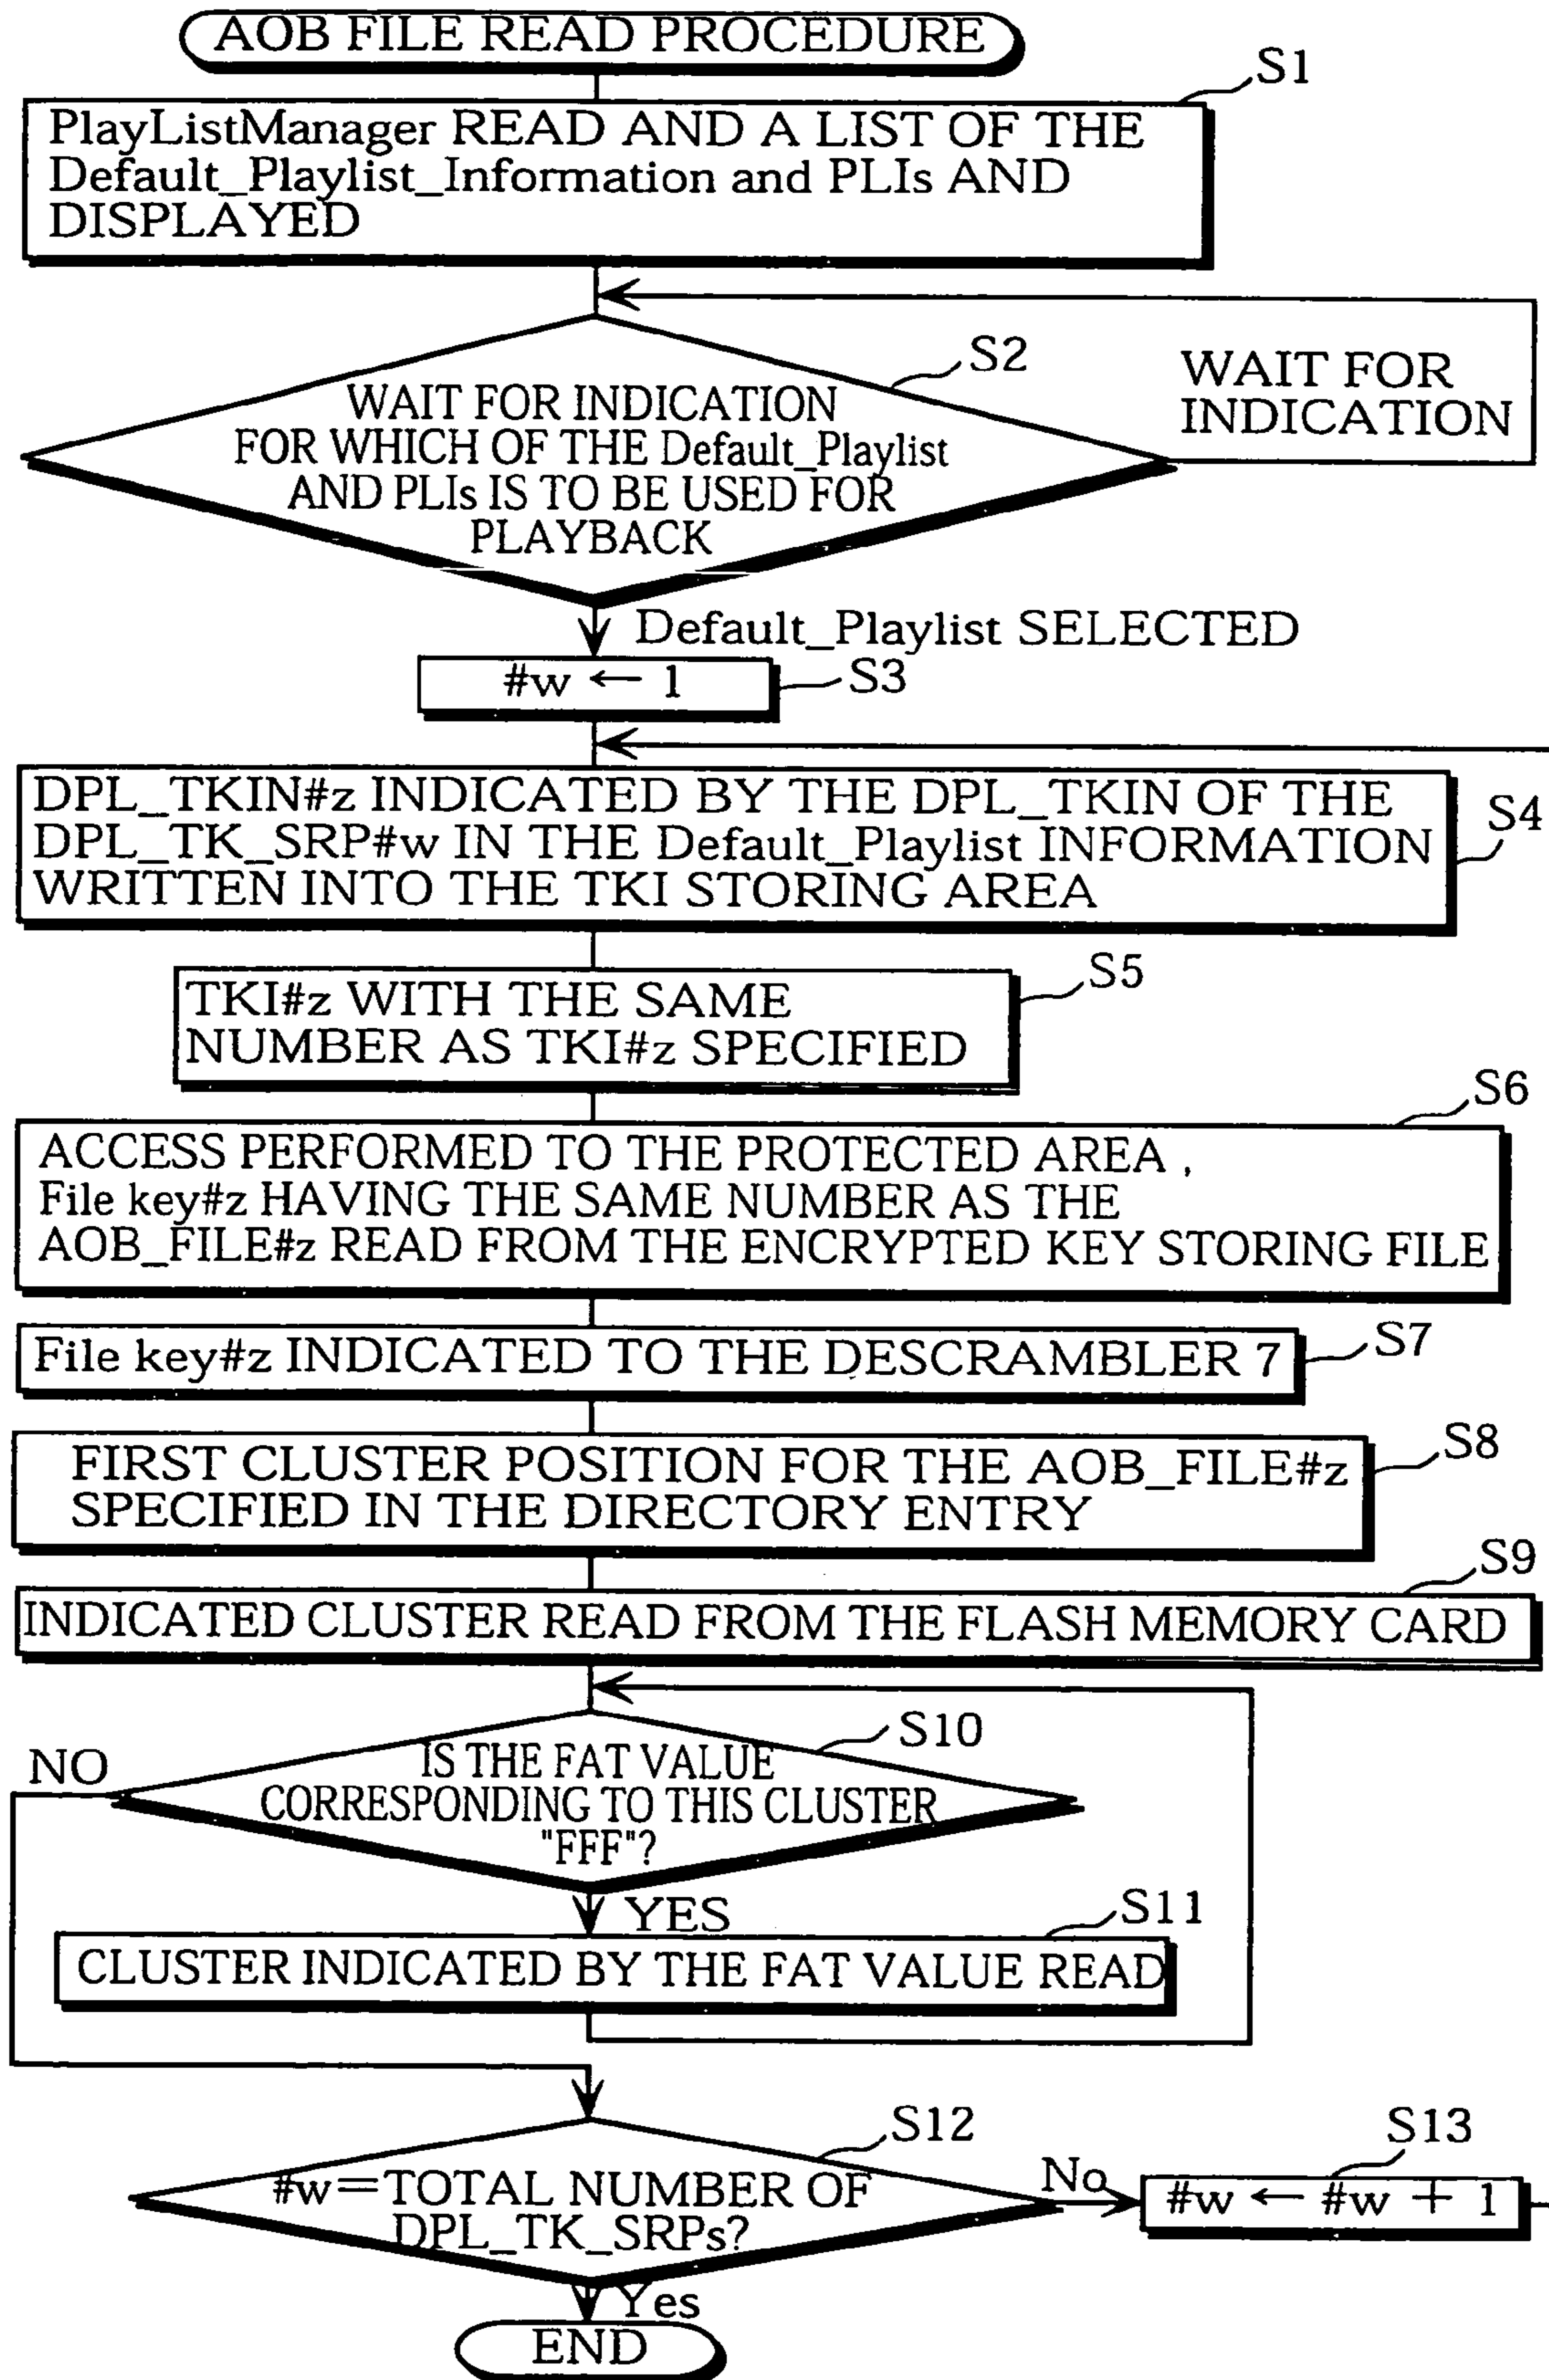 AOB FILE READ PROCEDURE
S1
PlayListManager READ AND A LIST OF THE
Default_Playlist_Information and PLIs AND
DISPLAYED
S2
WAIT FOR
INDICATION
WAIT FOR INDICATION
FOR WHICH OF THE Default_Playlist
AND PLIs IS TO BE USED FOR
PLAYBACK
Default_Playlist SELECTED
#w ← 1
S3
DPL_TKIN#z INDICATED BY THE DPL_TKIN OF THE
DPL_TK_SRP#w IN THE Default_Playlist INFORMATION
WRITTEN INTO THE TKI STORING AREA
S4
TKI#z WITH THE SAME
NUMBER AS TKI#z SPECIFIED
S5
S6
ACCESS PERFORMED TO THE PROTECTED AREA ,
File key#z HAVING THE SAME NUMBER AS THE
AOB_FILE#z READ FROM THE ENCRYPTED KEY STORING FILE
File key#z INDICATED TO THE DESCRAMBLER 7
S7
FIRST CLUSTER POSITION FOR THE AOB_FILE#z
SPECIFIED IN THE DIRECTORY ENTRY
S8
S9
INDICATED CLUSTER READ FROM THE FLASH MEMORY CARD
S10
NO
IS THE FAT VALUE
CORRESPONDING TO THIS CLUSTER
"FFF"?
YES
S11
CLUSTER INDICATED BY THE FAT VALUE READ
S12
#w=TOTAL NUMBER OF
DPL_TK_SRPs?
No
S13
#w ← #w + 1
Yes
END